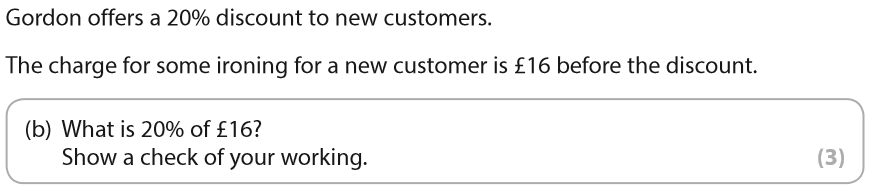 Gordon offers a 20% discount to new customers.
The charge for some ironing for a new customer is £16 before the discount.
(b) What is 20% of £16?
Show a check of your working. (3)